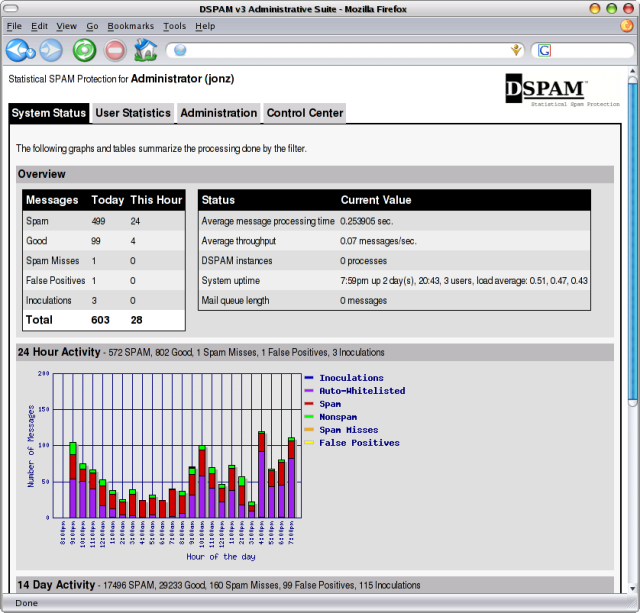 DSPAM v3 Administrative Suite - Mozilla Firefox
File Edit View Go Bookmarks Tools Help
G
Statistical SPAM Protection for Administrator (jonz)
DSPAM™
Statistical Spam Protection
System Status User Statistics Administration Control Center
The following graphs and tables summarize the processing done by the filter.
Overview
Messages Today This Hour
Spam 499 24
Good 99 4
Spam Misses 1 0
False Positives 1 0
Inoculations 3 0
Total 603 28
Status Current Value
Average message processing time 0.253905 sec.
Average throughput 0.07 messages/sec.
DSPAM instances 0 processes
System uptime 7:59pm up 2 day(s), 20:43, 3 users, load average: 0.51, 0.47, 0.43
Mail queue length 0 messages
24 Hour Activity - 572 SPAM, 802 Good, 1 Spam Misses, 1 False Positives, 3 Inoculations
Number of Messages
200
150
100
50
0
8:00pm 9:00pm 10:00pm 11:00pm 12:00am 1:00am 2:00am 3:00am 4:00am 5:00am 6:00am 7:00am 8:00am 9:00am 10:00am 11:00am 12:00pm 1:00pm 2:00pm 3:00pm 4:00pm 5:00pm 6:00pm 7:00pm
Hour of the day
Inoculations
Auto-Whitelisted
Spam
Nonspam
Spam Misses
False Positives
14 Day Activity - 17496 SPAM, 29233 Good, 160 Spam Misses, 99 False Positives, 115 Inoculations
Done